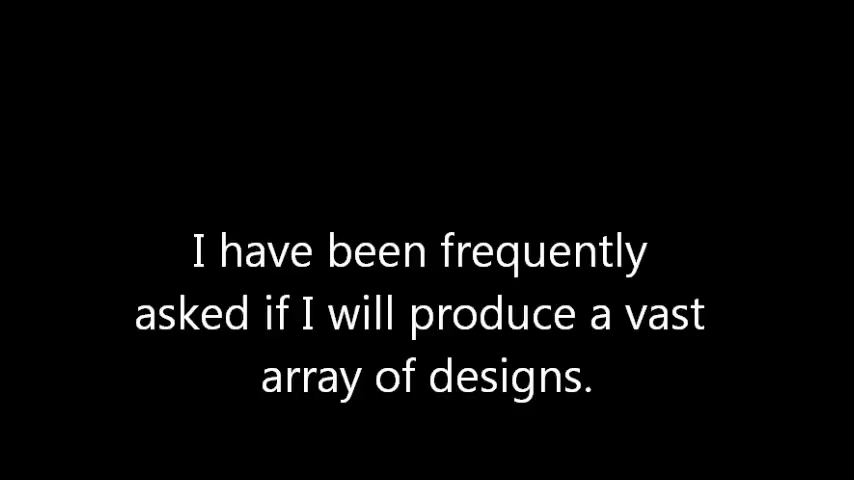 I have been frequently
asked if I will produce a vast
array of designs.